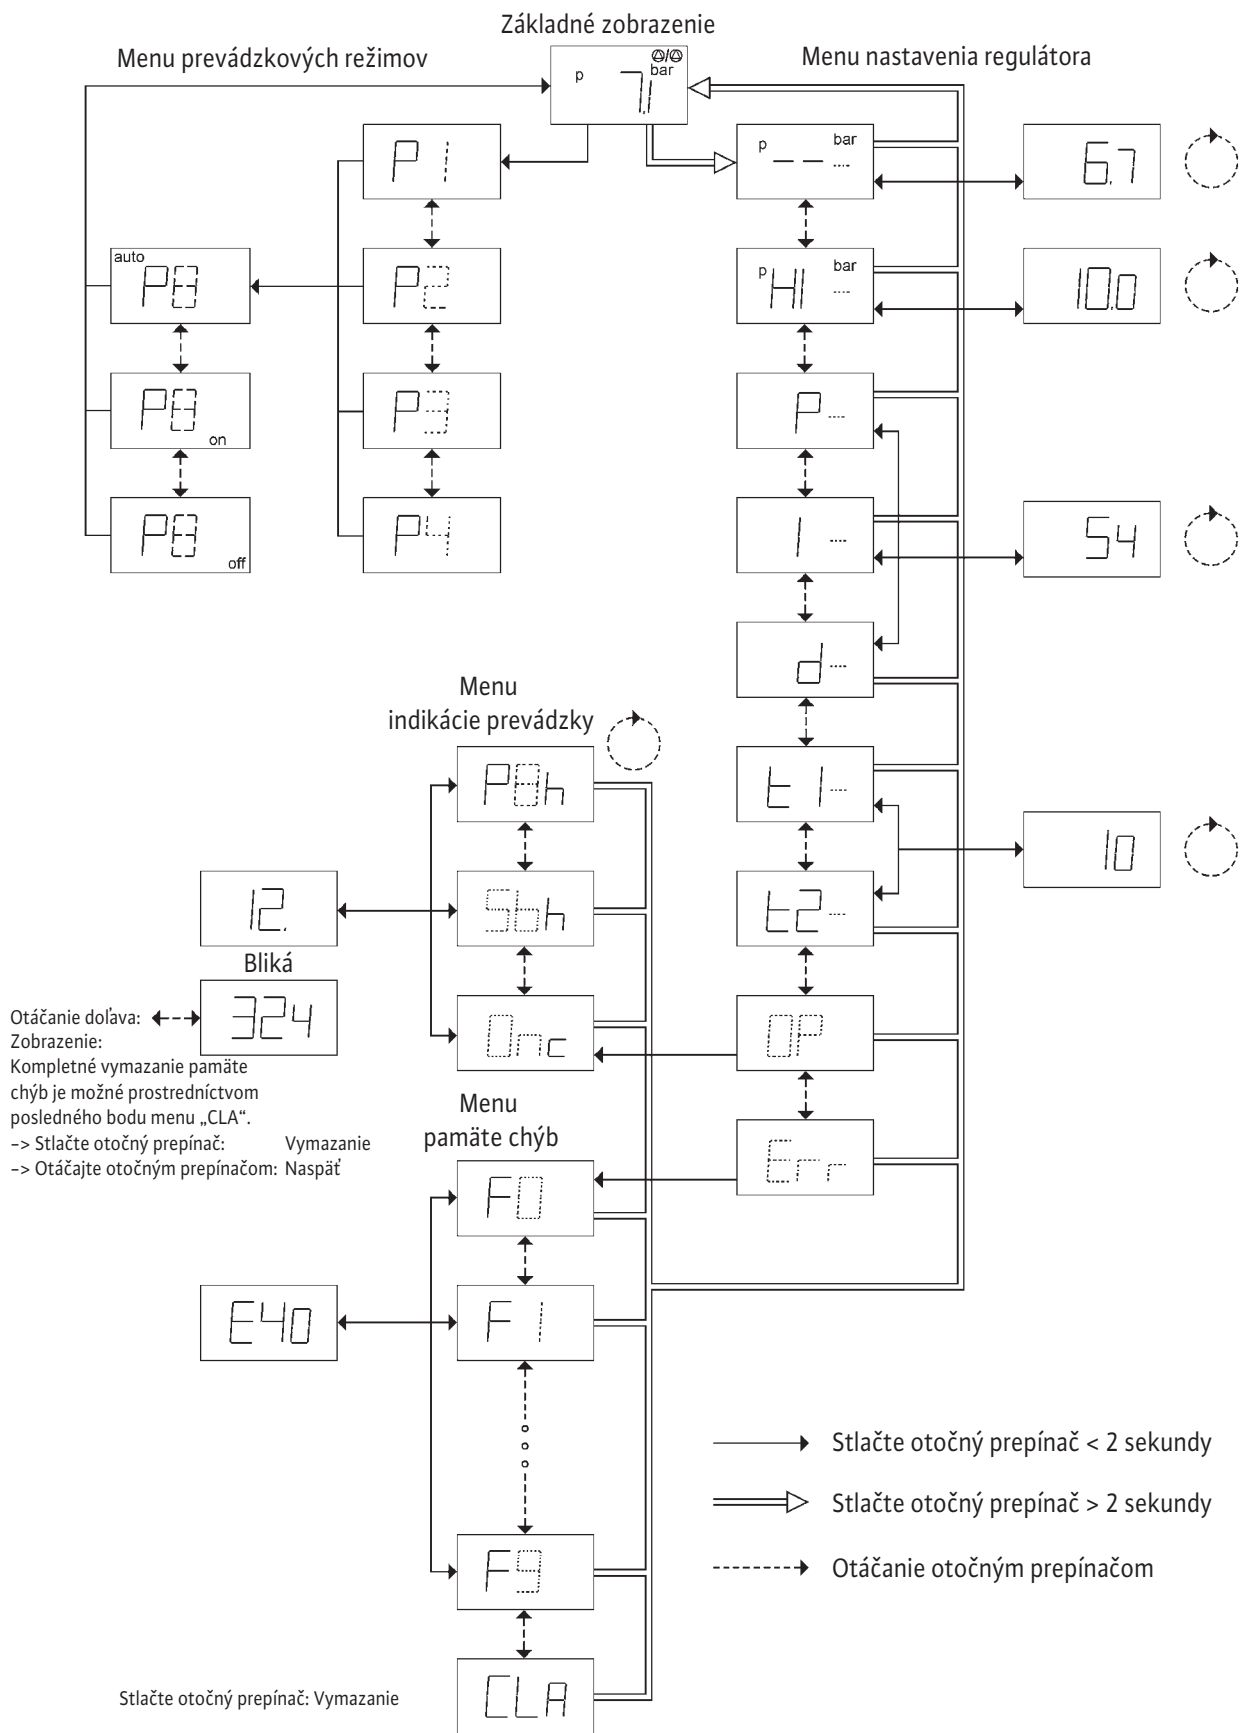 Základné zobrazenie
Menu prevádzkových režimov
Menu nastavenia regulátora
p 7.1 bar
P1
p -- bar ----
6.7
auto P8
P2
p HI bar ----
10.0
P8 on
P3
P ----
P8 off
P4
I ----
54
d ----
Menu
indikácie prevádzky
P8h
t1 ----
12.
Sbh
t2 ----
10
Bliká
324
Onc
OP
Otáčanie doľava:
Zobrazenie:
Kompletné vymazanie pamäte
chýb je možné prostredníctvom
posledného bodu menu „CLA“.
–> Stlačte otočný prepínač: Vymazanie
–> Otáčajte otočným prepínačom: Naspäť
Menu
pamäte chýb
F0
Err
E40
F1
F9
CLA
Stlačte otočný prepínač < 2 sekundy
Stlačte otočný prepínač > 2 sekundy
Otáčanie otočným prepínačom
Stlačte otočný prepínač: Vymazanie